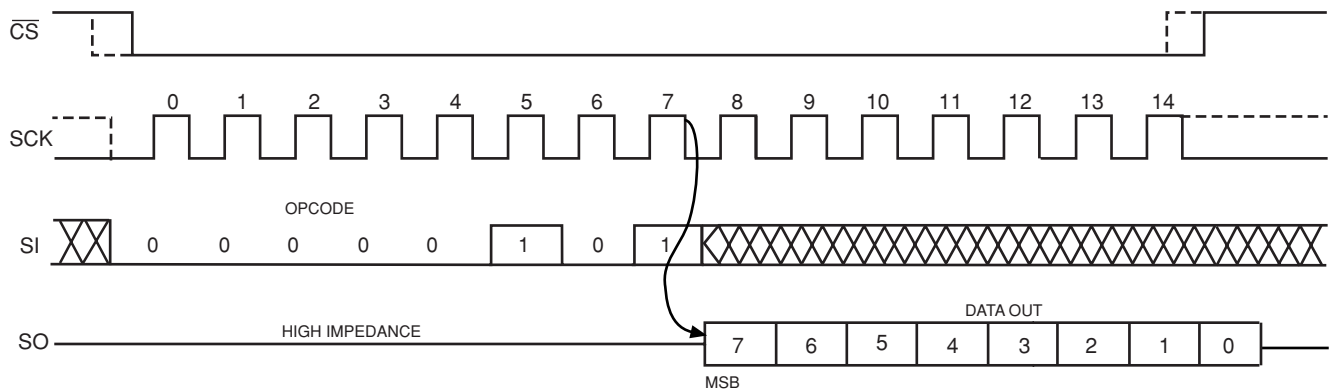 CS
0 1 2 3 4 5 6 7 8 9 10 11 12 13 14
SCK
OPCODE
SI 0 0 0 0 0 1 0 1
DATA OUT
HIGH IMPEDANCE
SO 7 6 5 4 3 2 1 0
MSB